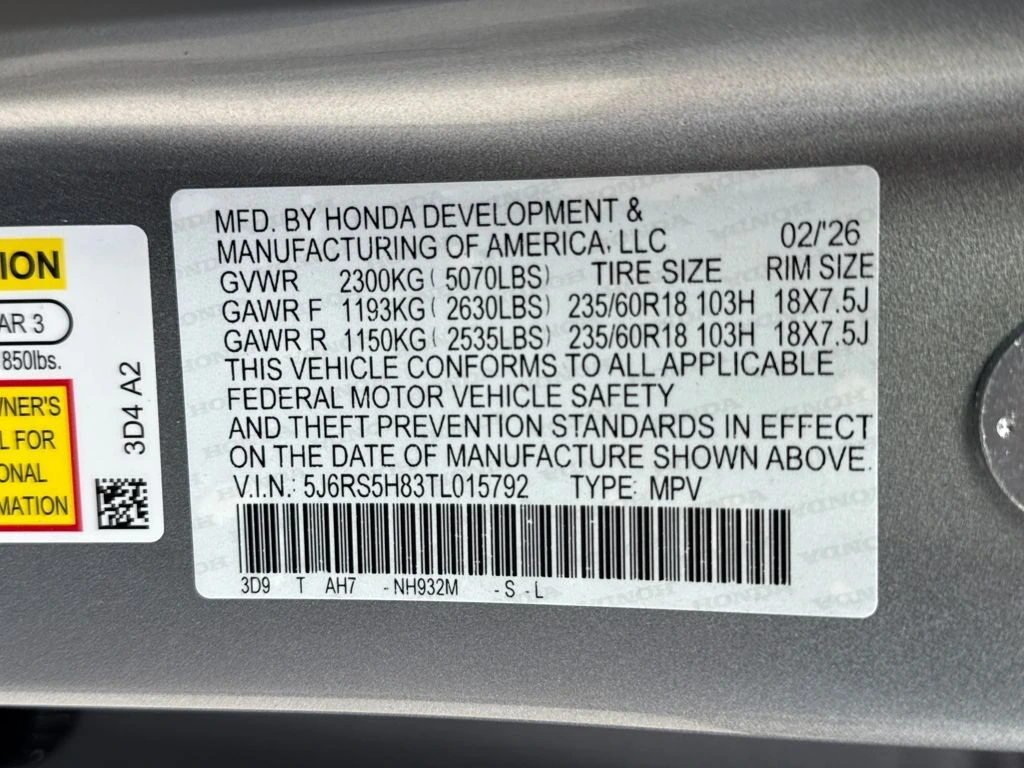 MFD. BY HONDA DEVELOPMENT &
MANUFACTURING OF AMERICA, LLC 02/'26
GVWR 2300KG ( 5070LBS) TIRE SIZE RIM SIZE
GAWR F 1193KG ( 2630LBS) 235/60R18 103H 18X7.5J
GAWR R 1150KG ( 2535LBS) 235/60R18 103H 18X7.5J
THIS VEHICLE CONFORMS TO ALL APPLICABLE
FEDERAL MOTOR VEHICLE SAFETY
AND THEFT PREVENTION STANDARDS IN EFFECT
ON THE DATE OF MANUFACTURE SHOWN ABOVE.
V.I.N.: 5J6RS5H83TL015792 TYPE: MPV
3D9 T AH7 -NH932M -S -L
ION
AR 3
850lbs.
WNER'S
L FOR
ONAL
MATION
3D4 A2